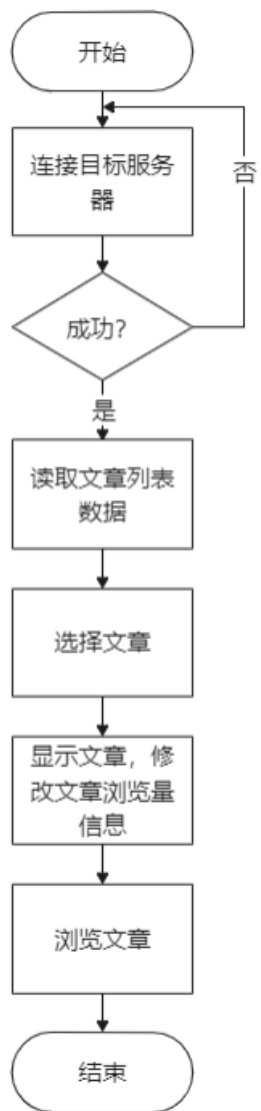 开始
连接目标服务
器
否
成功?
是
读取文章列表
数据
选择文章
显示文章，修
改文章浏览量
信息
浏览文章
结束